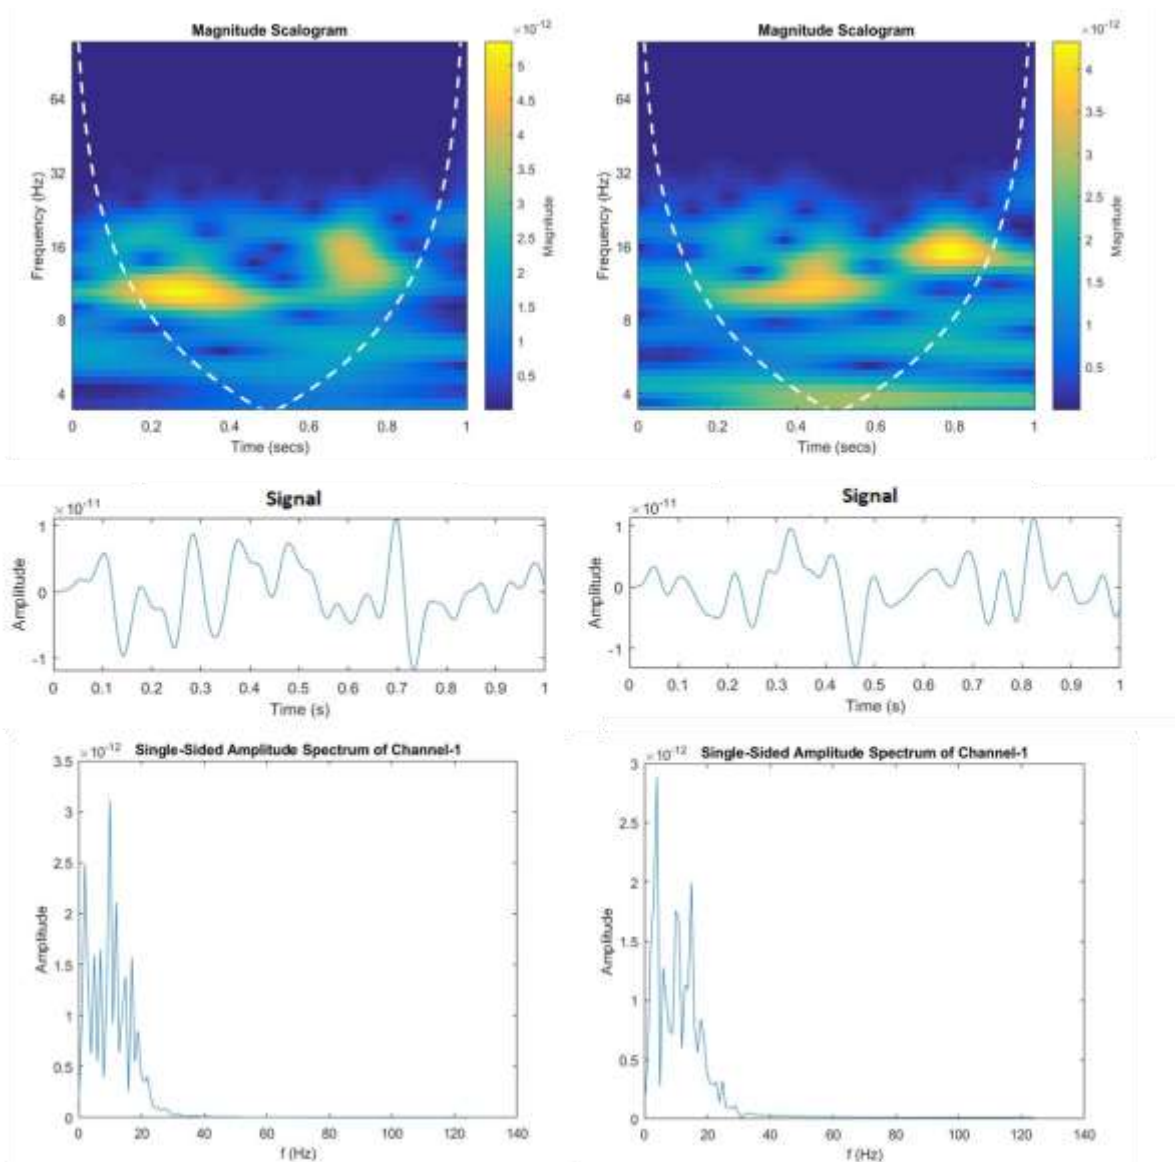 Magnitude Scalogram
×10⁻¹²
Frequency (Hz)
64
32
16
8
4
0 0.2 0.4 0.6 0.8 1
Time (secs)
5
4.5
4
3.5
3
2.5
2
1.5
1
0.5
Magnitude
Magnitude Scalogram
×10⁻¹²
Frequency (Hz)
64
32
16
8
4
0 0.2 0.4 0.6 0.8 1
Time (secs)
4
3.5
3
2.5
2
1.5
1
0.5
Magnitude
Signal
×10⁻¹¹
Amplitude
1
0
-1
0 0.1 0.2 0.3 0.4 0.5 0.6 0.7 0.8 0.9 1
Time (s)
Signal
×10⁻¹¹
Amplitude
1
0
-1
0 0.1 0.2 0.3 0.4 0.5 0.6 0.7 0.8 0.9 1
Time (s)
Single-Sided Amplitude Spectrum of Channel-1
×10⁻¹²
Amplitude
3.5
3
2.5
2
1.5
1
0.5
0
0 20 40 60 80 100 120 140
f (Hz)
Single-Sided Amplitude Spectrum of Channel-1
×10⁻¹²
Amplitude
3
2.5
2
1.5
1
0.5
0
0 20 40 60 80 100 120 140
f (Hz)